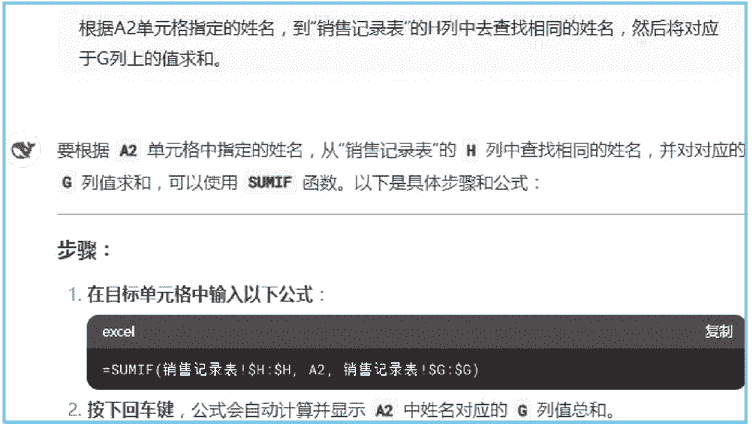 根据A2单元格指定的姓名，到“销售记录表”的H列中去查找相同的姓名，然后将对应
于G列上的值求和。
要根据 A2 单元格中指定的姓名，从“销售记录表”的 H 列中查找相同的姓名，并对对应的
G 列值求和，可以使用 SUMIF 函数。以下是具体步骤和公式：
步骤：
1. 在目标单元格中输入以下公式：
excel 复制
=SUMIF(销售记录表!$H:$H, A2, 销售记录表!$G:$G)
2. 按下回车键，公式会自动计算并显示 A2 中姓名对应的 G 列值总和。